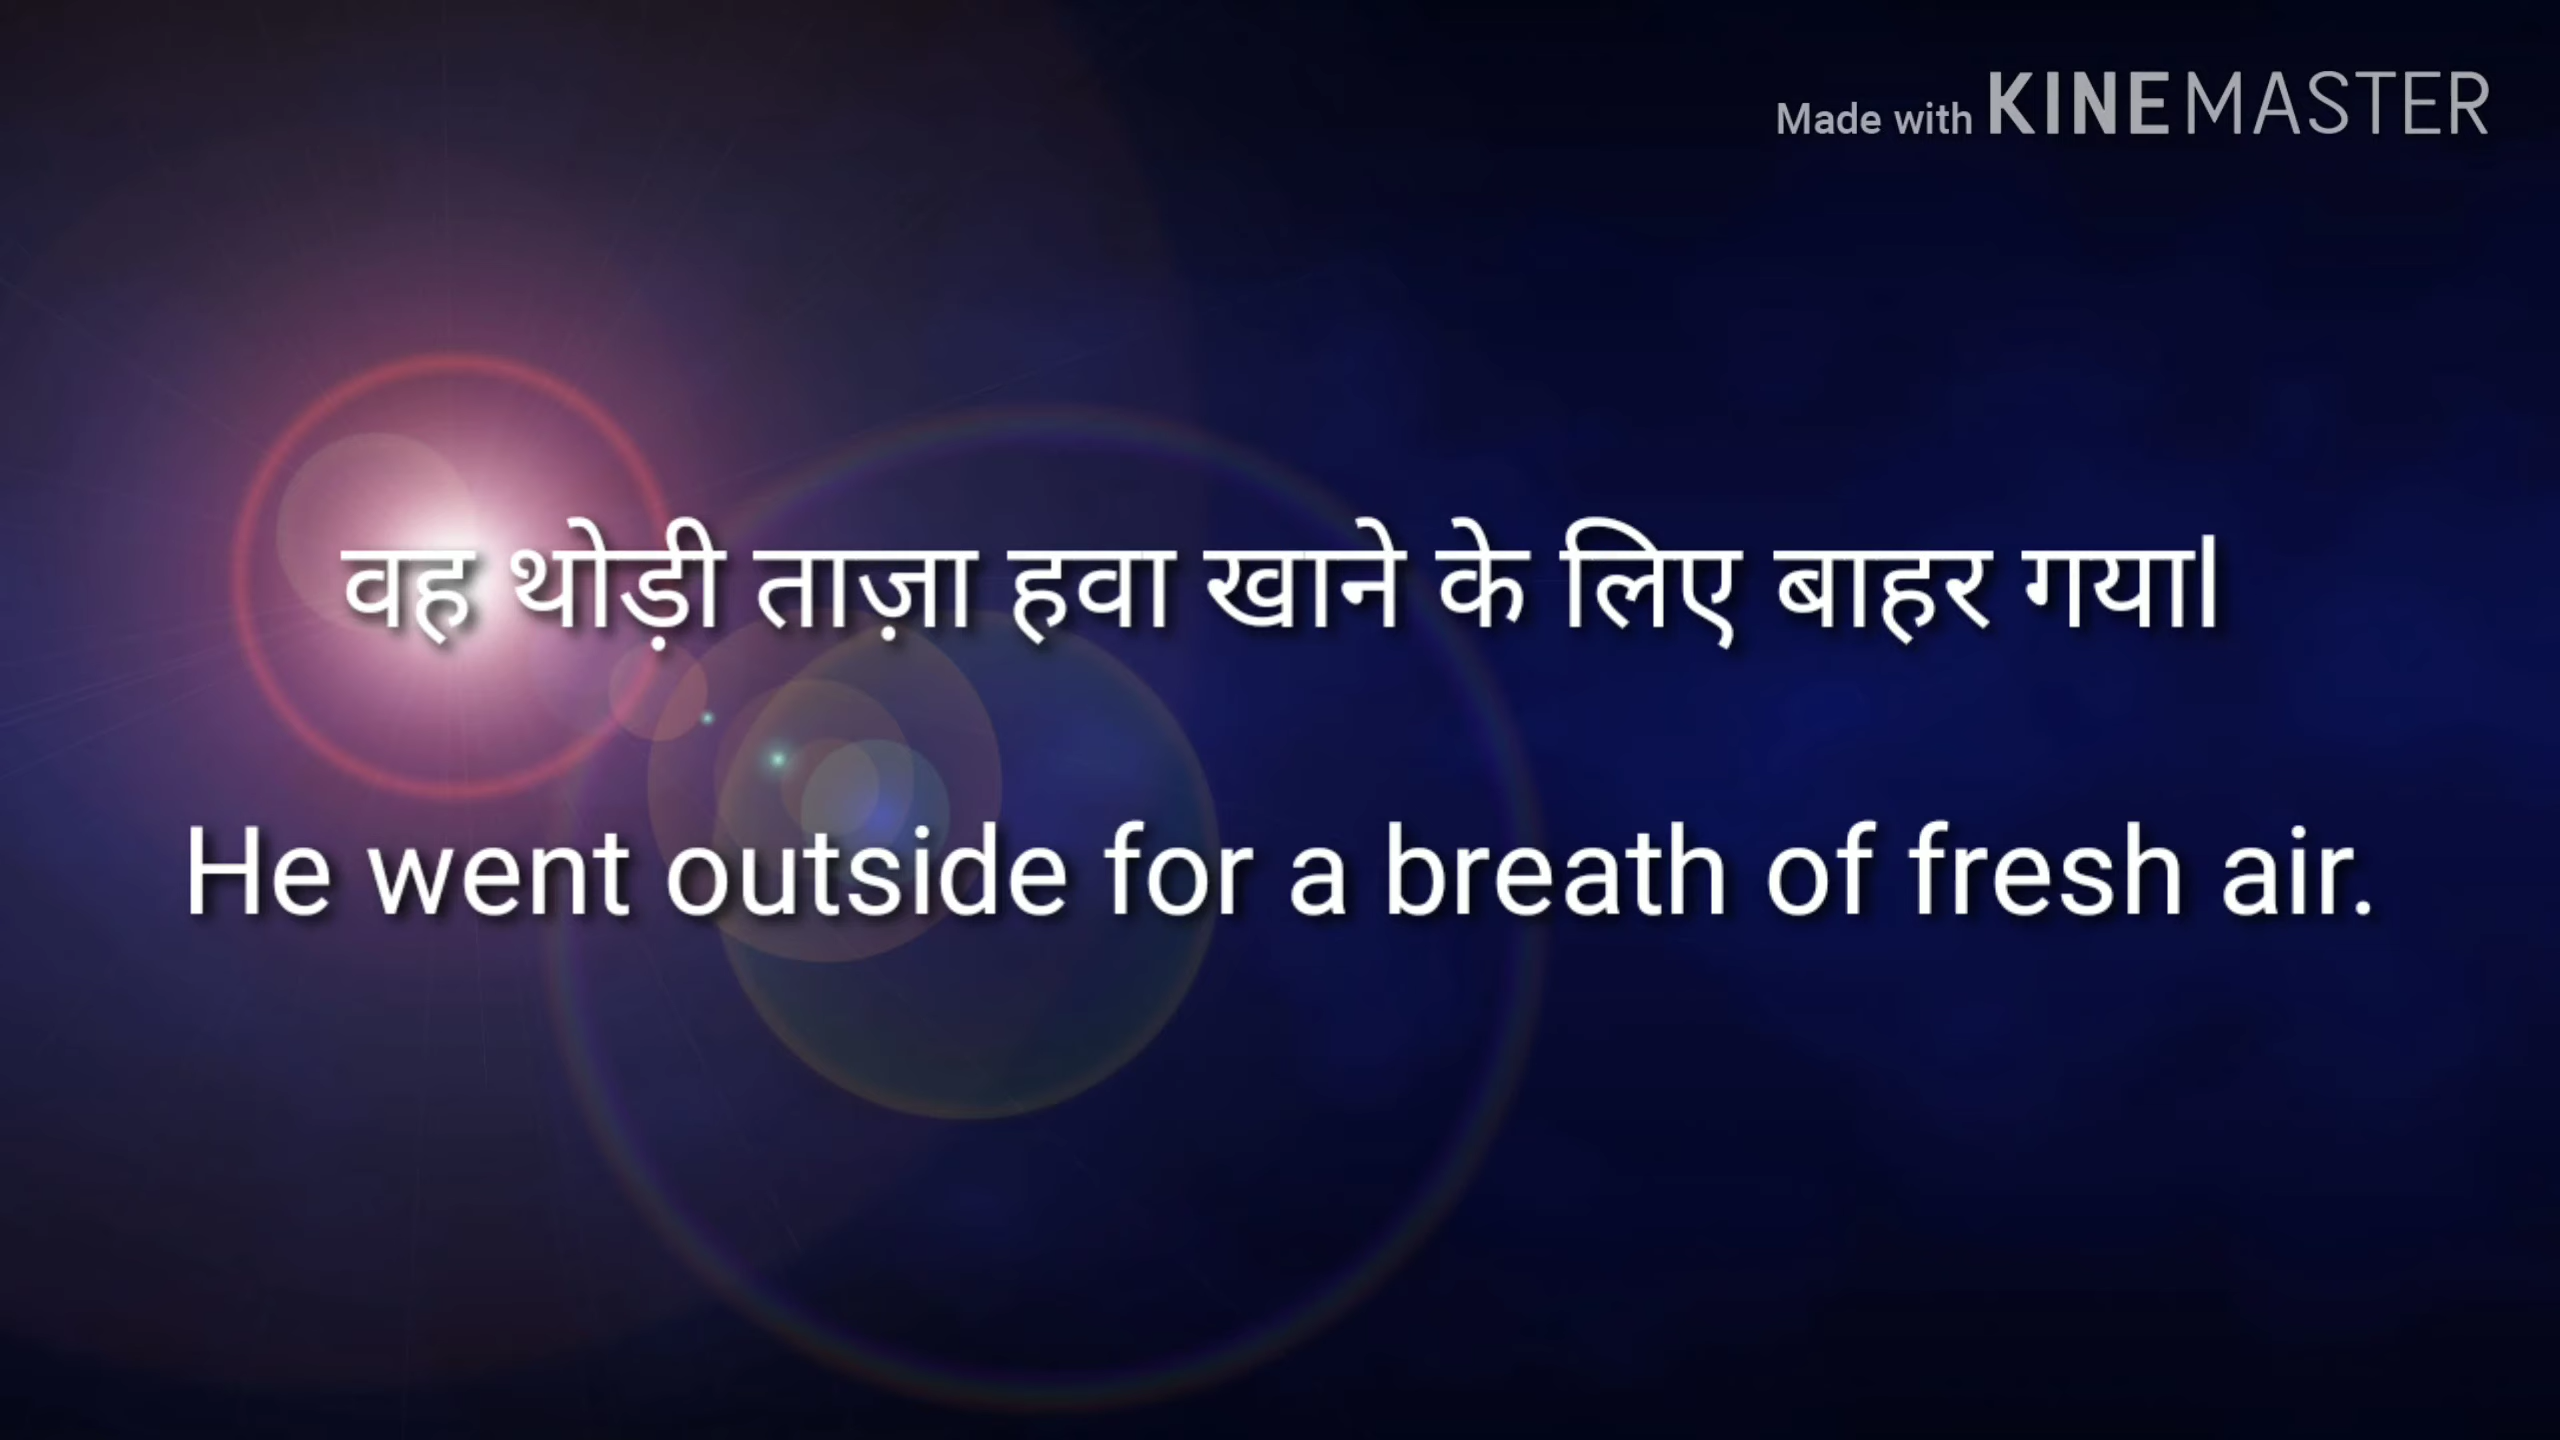 Made with KINEMASTER
वह थोड़ी ताज़ा हवा खाने के लिए बाहर गया।
He went outside for a breath of fresh air.